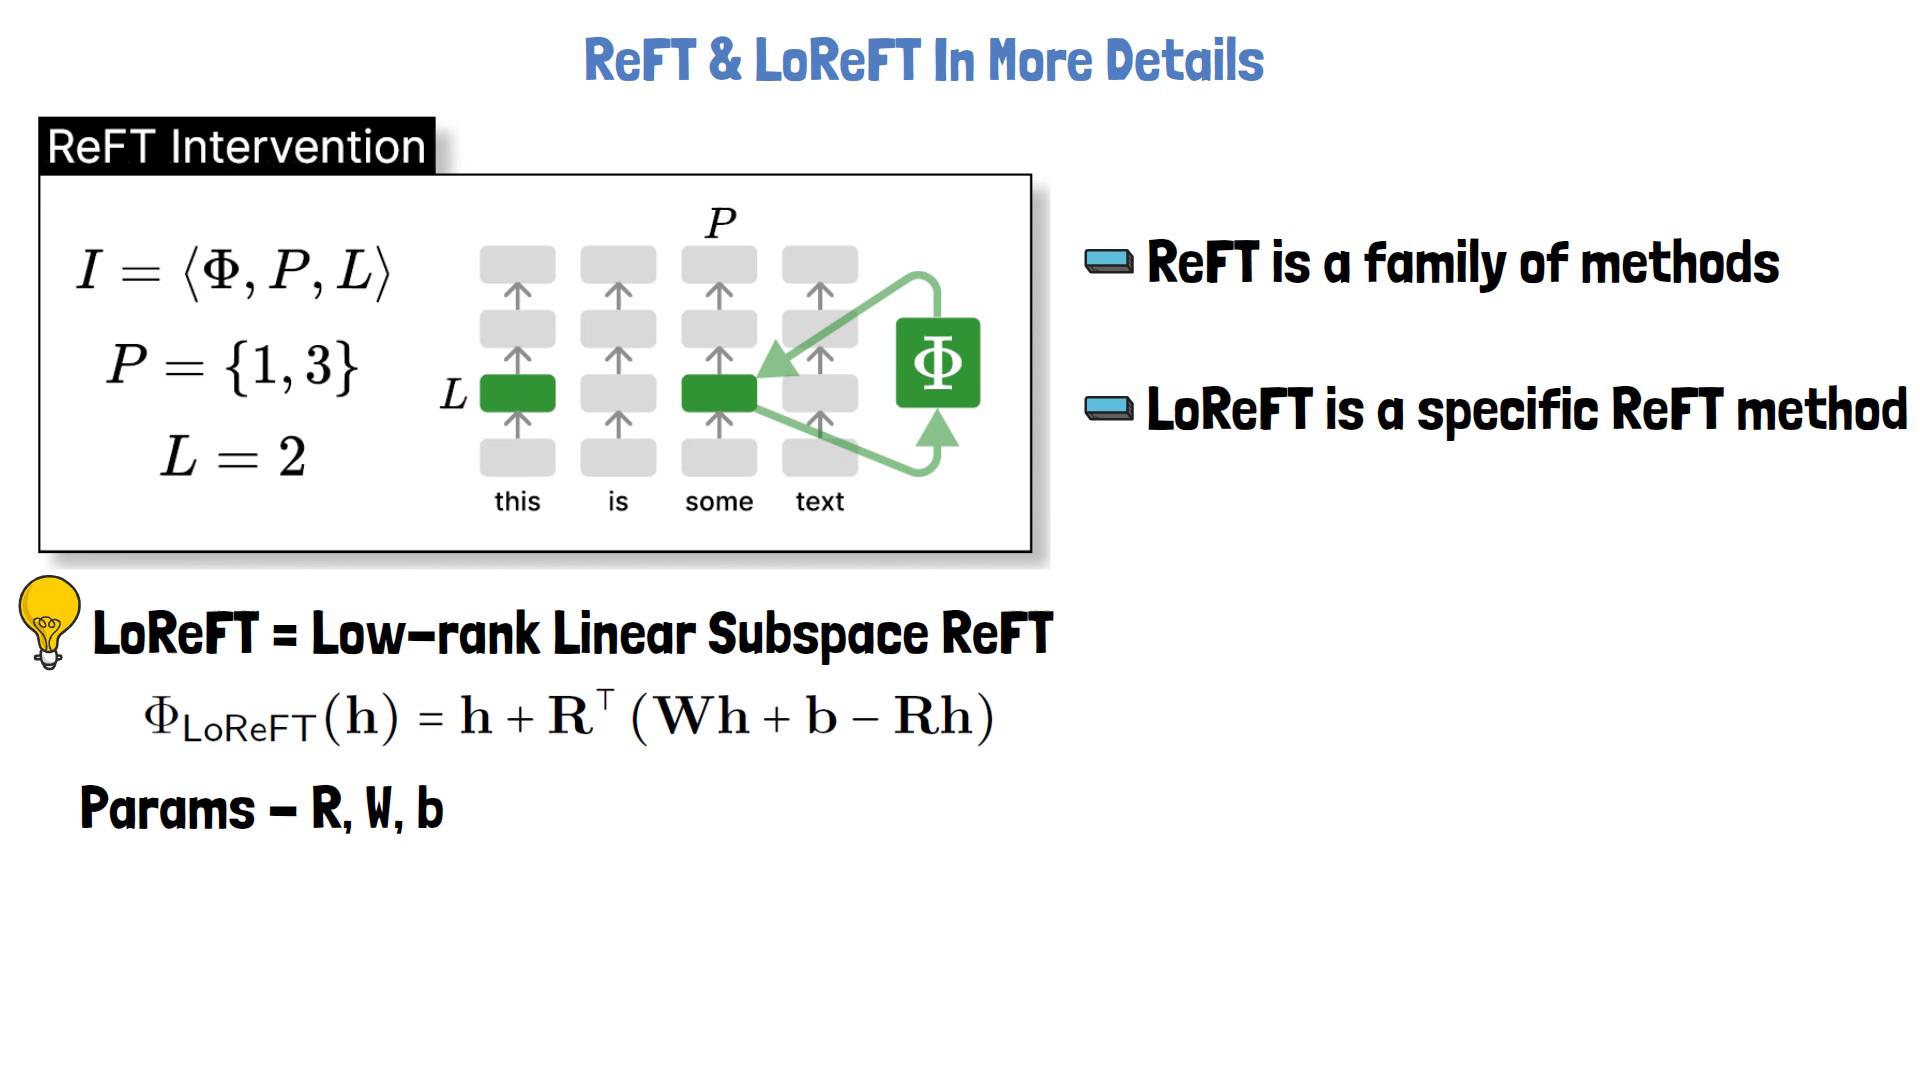 ReFT & LoReFT In More Details
ReFT Intervention
I = ⟨Φ, P, L⟩
P = {1, 3}
L = 2
P
L
Φ
this is some text
ReFT is a family of methods
LoReFT is a specific ReFT method
LoReFT = Low-rank Linear Subspace ReFT
Φ_LoReFT(h) = h + R^⊤ (Wh + b − Rh)
Params - R, W, b